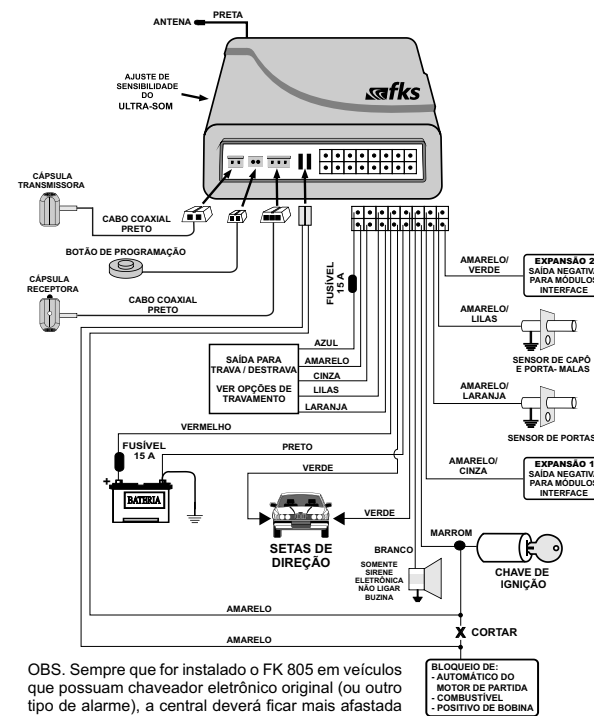 PRETA
ANTENA
AJUSTE DE
SENSIBILIDADE
DO
ULTRA-SOM
fks
CÁPSULA
TRANSMISSORA
CABO COAXIAL
PRETO
BOTÃO DE PROGRAMAÇÃO
CÁPSULA
RECEPTORA
CABO COAXIAL
PRETO
FUSÍVEL
15 A
AMARELO/
VERDE
EXPANSÃO 2
SAÍDA NEGATIVA
PARA MÓDULOS
INTERFACE
AMARELO/
LILAS
SENSOR DE CAPÔ
E PORTA- MALAS
AMARELO/
LARANJA
SENSOR DE PORTAS
AMARELO/
CINZA
EXPANSÃO 1
SAÍDA NEGATIVA
PARA MÓDULOS
INTERFACE
SAÍDA PARA
TRAVA / DESTRAVA
VER OPÇÕES DE
TRAVAMENTO
AZUL
AMARELO
CINZA
LILAS
LARANJA
VERMELHO
FUSÍVEL
15 A
PRETO
+
BATERIA
VERDE
VERDE
SETAS DE
DIREÇÃO
BRANCO
SOMENTE
SIRENE
ELETRÔNICA
NÃO LIGAR
BUZINA
MARROM
CHAVE DE
IGNIÇÃO
AMARELO
X CORTAR
AMARELO
BLOQUEIO DE:
- AUTOMÁTICO DO
MOTOR DE PARTIDA
- COMBUSTÍVEL
- POSITIVO DE BOBINA
OBS. Sempre que for instalado o FK 805 em veículos
que possuam chaveador eletrônico original (ou outro
tipo de alarme), a central deverá ficar mais afastada